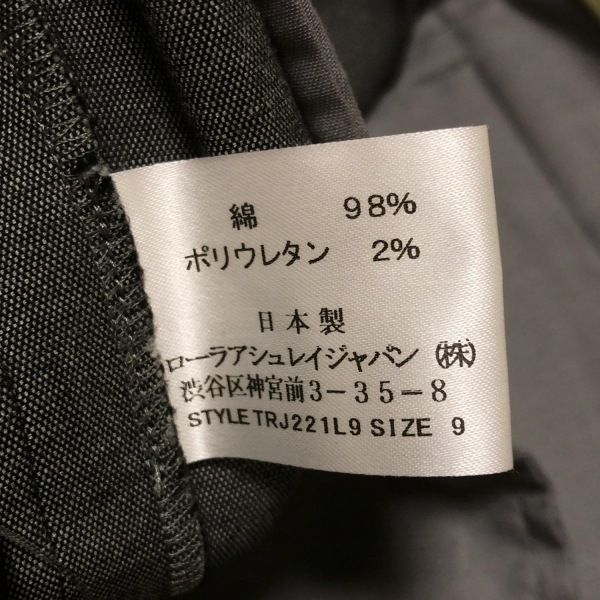 綿 98%
ポリウレタン 2%
日本製
ローラアシュレイジャパン ㈱
渋谷区神宮前3-35-8
STYLE TRJ221L9 SIZE 9